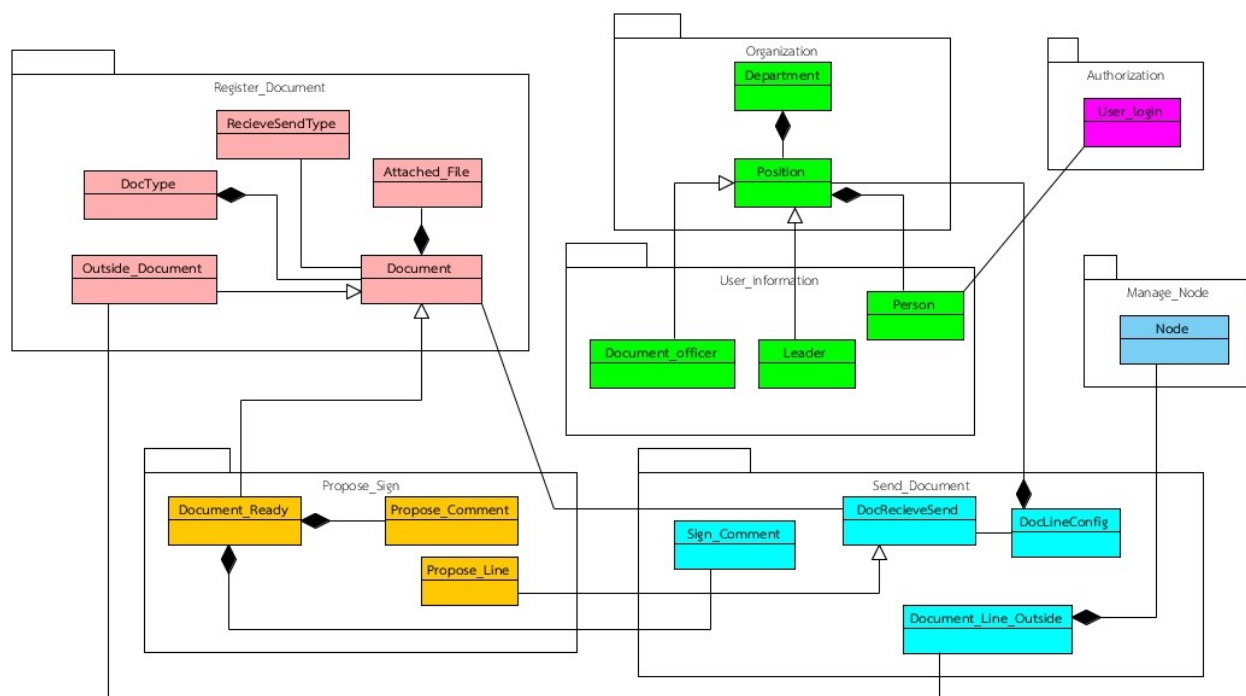 Organization
Department
Position
Authorization
User_login
Register_Document
RecieveSendType
DocType
Attached_File
Outside_Document
Document
User_Information
Person
Document_officer
Leader
Manage_Node
Node
Propose_Sign
Document_Ready
Propose_Comment
Propose_Line
Send_Document
DocRecieveSend
Sign_Comment
DocLineConfig
Document_Line_Outside